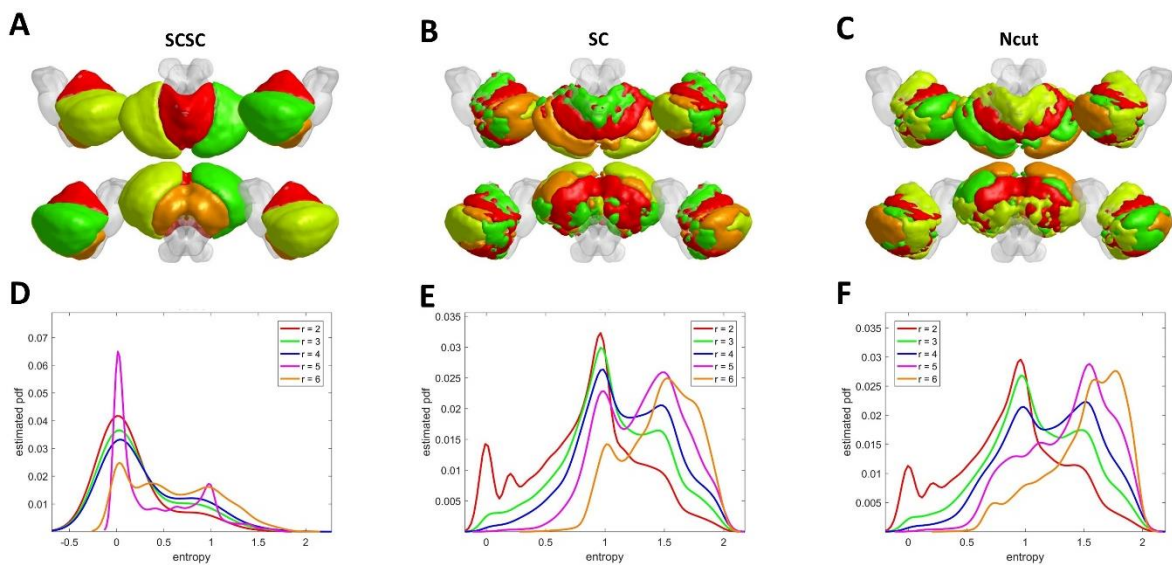 A
SCSC
B
SC
C
Ncut
D
estimated pdf
0.07
0.06
0.05
0.04
0.03
0.02
0.01
-0.5 0 0.5 1 1.5 2
entropy
r = 2
r = 3
r = 4
r = 5
r = 6
E
estimated pdf
0.035
0.03
0.025
0.02
0.015
0.01
0.005
0 0.5 1 1.5 2
entropy
r = 2
r = 3
r = 4
r = 5
r = 6
F
estimated pdf
0.035
0.03
0.025
0.02
0.015
0.01
0.005
0 0.5 1 1.5 2
entropy
r = 2
r = 3
r = 4
r = 5
r = 6